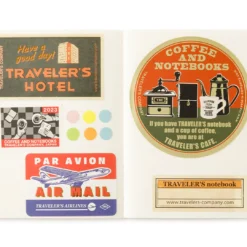 Have a
good day!
TRAVELER'S
HOTEL
2022
COFFEE AND NOTEBOOKS
PAR AVION
AIR MAIL
TRAVELER'S AIRLINES
COFFEE
AND
NOTEBOOKS
If you have TRAVELER'S notebook
and a cup of coffee,
you are at
TRAVELER'S CAFE.
TRAVELER'S notebook
www.travelers-company.com